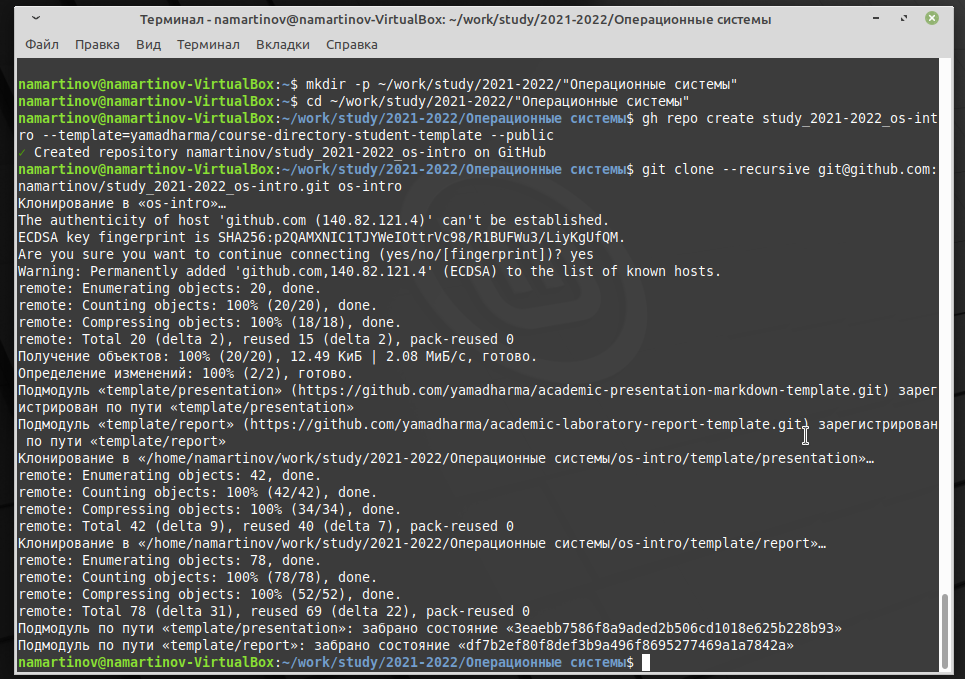 Терминал - namartinov@namartinov-VirtualBox: ~/work/study/2021-2022/Операционные системы
Файл Правка Вид Терминал Вкладки Справка
namartinov@namartinov-VirtualBox:~$ mkdir -p ~/work/study/2021-2022/"Операционные системы"
namartinov@namartinov-VirtualBox:~$ cd ~/work/study/2021-2022/"Операционные системы"
namartinov@namartinov-VirtualBox:~/work/study/2021-2022/Операционные системы$ gh repo create study_2021-2022_os-int
ro --template=yamadharma/course-directory-student-template --public
✓ Created repository namartinov/study_2021-2022_os-intro on GitHub
namartinov@namartinov-VirtualBox:~/work/study/2021-2022/Операционные системы$ git clone --recursive git@github.com:
namartinov/study_2021-2022_os-intro.git os-intro
Клонирование в «os-intro»…
The authenticity of host 'github.com (140.82.121.4)' can't be established.
ECDSA key fingerprint is SHA256:p2QAMXNIC1TJYWeIOttrVc98/R1BUFWu3/LiyKgUfQM.
Are you sure you want to continue connecting (yes/no/[fingerprint])? yes
Warning: Permanently added 'github.com,140.82.121.4' (ECDSA) to the list of known hosts.
remote: Enumerating objects: 20, done.
remote: Counting objects: 100% (20/20), done.
remote: Compressing objects: 100% (18/18), done.
remote: Total 20 (delta 2), reused 15 (delta 2), pack-reused 0
Получение объектов: 100% (20/20), 12.49 КиБ | 2.08 МиБ/с, готово.
Определение изменений: 100% (2/2), готово.
Подмодуль «template/presentation» (https://github.com/yamadharma/academic-presentation-markdown-template.git) зарег
истрирован по пути «template/presentation»
Подмодуль «template/report» (https://github.com/yamadharma/academic-laboratory-report-template.git) зарегистрирован
по пути «template/report»
Клонирование в «/home/namartinov/work/study/2021-2022/Операционные системы/os-intro/template/presentation»…
remote: Enumerating objects: 42, done.
remote: Counting objects: 100% (42/42), done.
remote: Compressing objects: 100% (34/34), done.
remote: Total 42 (delta 9), reused 40 (delta 7), pack-reused 0
Клонирование в «/home/namartinov/work/study/2021-2022/Операционные системы/os-intro/template/report»…
remote: Enumerating objects: 78, done.
remote: Counting objects: 100% (78/78), done.
remote: Compressing objects: 100% (52/52), done.
remote: Total 78 (delta 31), reused 69 (delta 22), pack-reused 0
Подмодуль по пути «template/presentation»: забрано состояние «3eaebb7586f8a9aded2b506cd1018e625b228b93»
Подмодуль по пути «template/report»: забрано состояние «df7b2ef80f8def3b9a496f8695277469a1a7842a»
namartinov@namartinov-VirtualBox:~/work/study/2021-2022/Операционные системы$